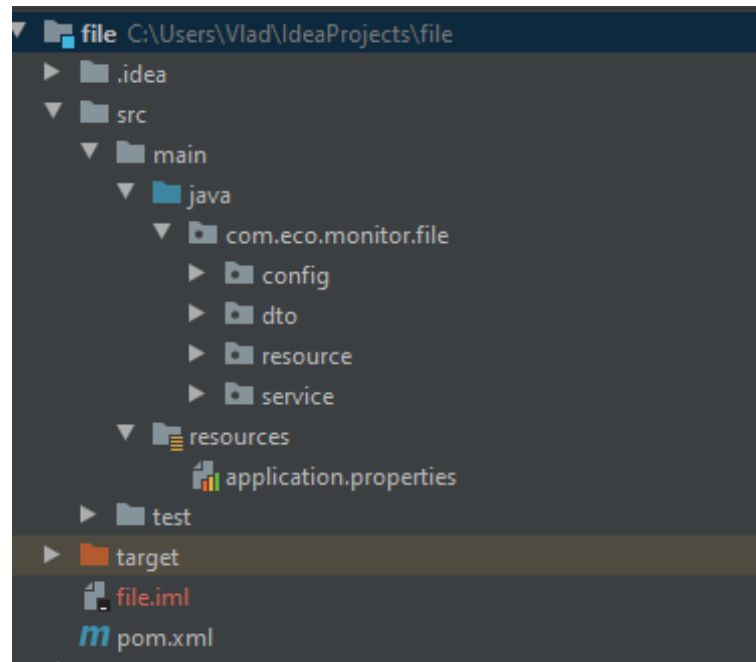 file C:\Users\Vlad\IdeaProjects\file
.idea
src
main
java
com.eco.monitor.file
config
dto
resource
service
resources
application.properties
test
target
file.iml
pom.xml